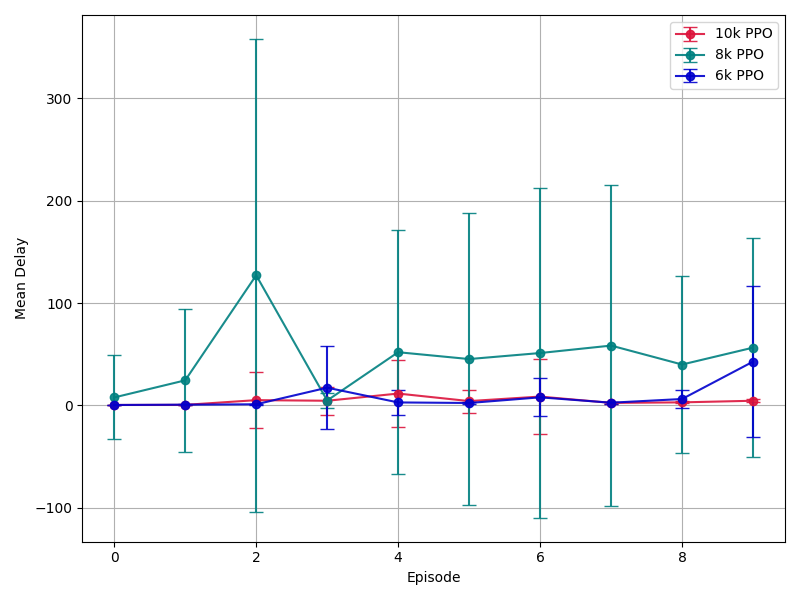 10k PPO
8k PPO
6k PPO
300
200
100
0
−100
Mean Delay
0 2 4 6 8
Episode